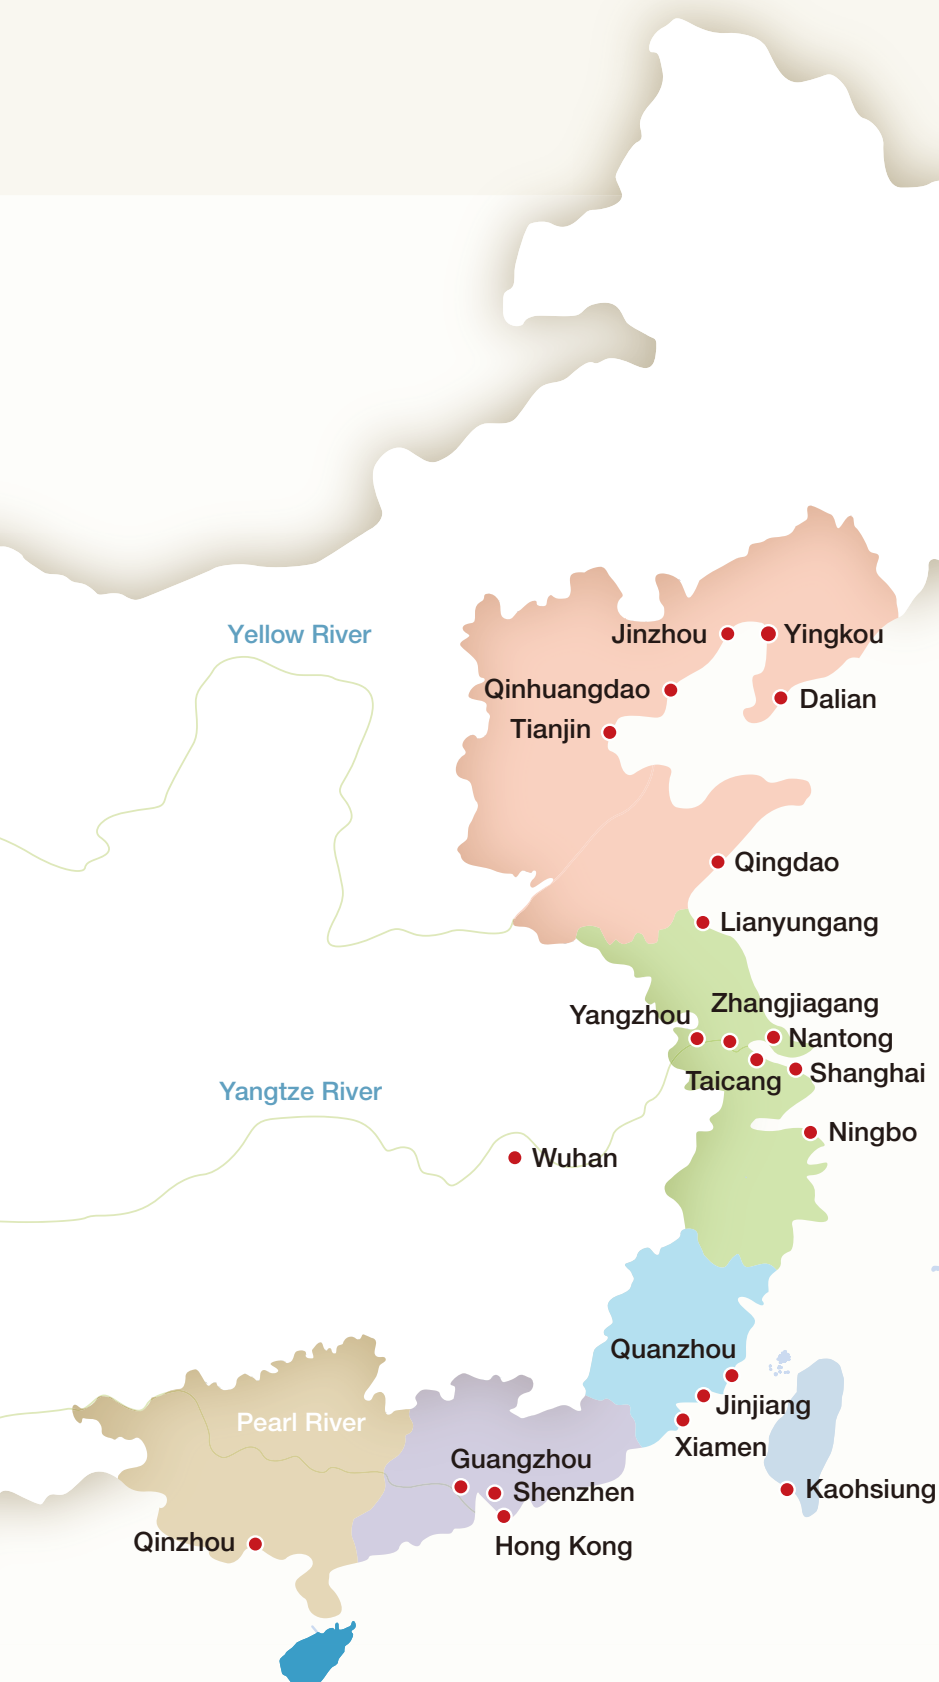 Yellow River
Jinzhou
Yingkou
Qinhuangdao
Dalian
Tianjin
Qingdao
Lianyungang
Zhangjiagang
Yangzhou
Nantong
Shanghai
Taicang
Yangtze River
Ningbo
Wuhan
Quanzhou
Jinjiang
Pearl River
Xiamen
Guangzhou
Kaohsiung
Shenzhen
Qinzhou
Hong Kong